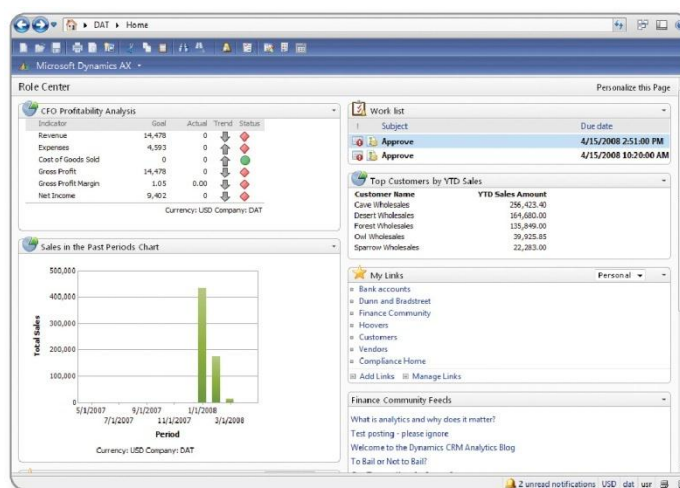 DAT Home
Microsoft Dynamics AX
Role Center
Personalize this Page
CFO Profitability Analysis
Indicator Goal Actual Trend Status
Revenue 14,478 0
Expenses 4,593 0
Cost of Goods Sold 0 0
Gross Profit 14,478 0
Gross Profit Margin 1.05 0.00
Net Income 9,402 0
Currency: USD Company: DAT
Sales in the Past Periods Chart
500,000
400,000
300,000
200,000
100,000
0
Total Sales
5/1/2007 9/1/2007 1/1/2008
7/1/2007 11/1/2007 3/1/2008
Period
Currency: USD Company: DAT
Work list
! Subject Due date
Approve 4/15/2008 2:51:00 PM
Approve 4/15/2008 10:20:00 AM
Top Customers by YTD Sales
Customer Name YTD Sales Amount
Cave Wholesales 256,423.40
Desert Wholesales 164,680.00
Forest Wholesales 135,849.00
Owl Wholesales 39,925.85
Sparrow Wholesales 22,283.00
My Links Personal
Bank accounts
Dunn and Bradstreet
Finance Community
Hoovers
Customers
Vendors
Compliance Home
Add Links Manage Links
Finance Community Feeds
What is analytics and why does it matter?
Test posting - please ignore
Welcome to the Dynamics CRM Analytics Blog
To Bail or Not to Bail?
2 unread notifications USD dat usr